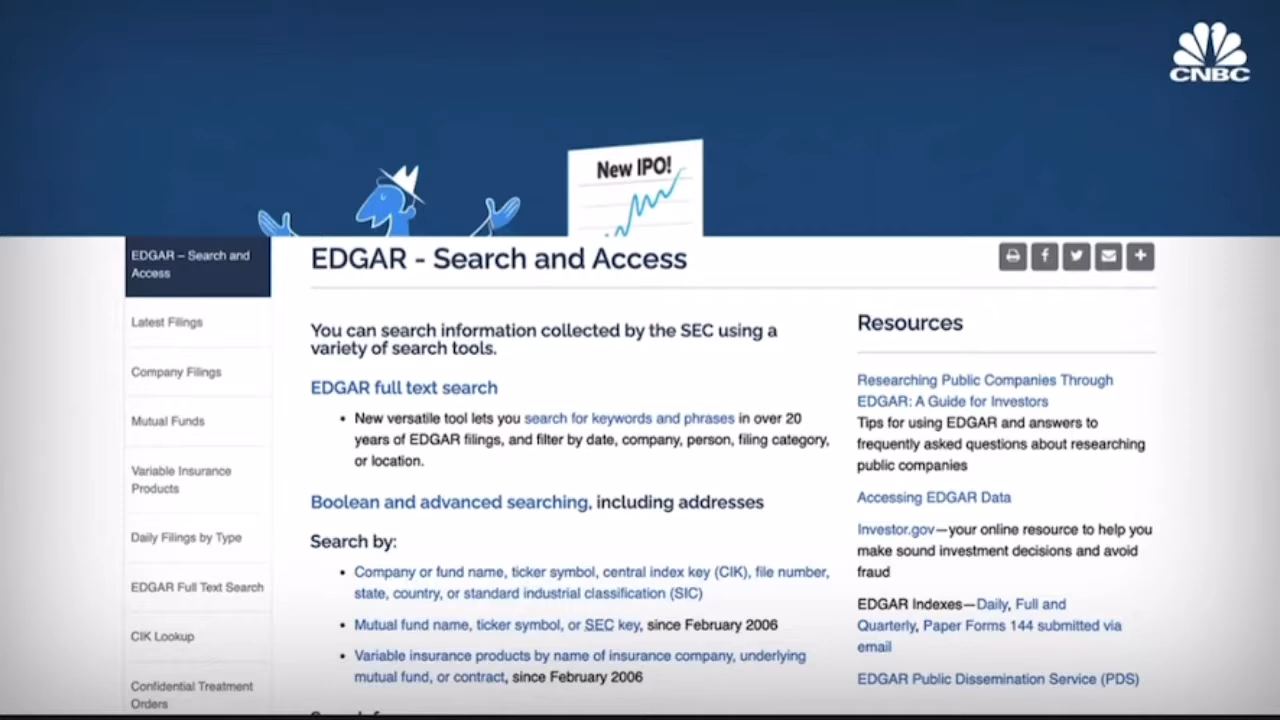 CNBC
New IPO!
EDGAR – Search and
Access
Latest Filings
Company Filings
Mutual Funds
Variable Insurance
Products
Daily Filings by Type
EDGAR Full Text Search
CIK Lookup
Confidential Treatment
Orders
EDGAR - Search and Access
You can search information collected by the SEC using a
variety of search tools.
EDGAR full text search
• New versatile tool lets you search for keywords and phrases in over 20
years of EDGAR filings, and filter by date, company, person, filing category,
or location.
Boolean and advanced searching, including addresses
Search by:
• Company or fund name, ticker symbol, central index key (CIK), file number,
state, country, or standard industrial classification (SIC)
• Mutual fund name, ticker symbol, or SEC key, since February 2006
• Variable insurance products by name of insurance company, underlying
mutual fund, or contract, since February 2006
f
Resources
Researching Public Companies Through
EDGAR: A Guide for Investors
Tips for using EDGAR and answers to
frequently asked questions about researching
public companies
Accessing EDGAR Data
Investor.gov—your online resource to help you
make sound investment decisions and avoid
fraud
EDGAR Indexes—Daily, Full and
Quarterly, Paper Forms 144 submitted via
email
EDGAR Public Dissemination Service (PDS)